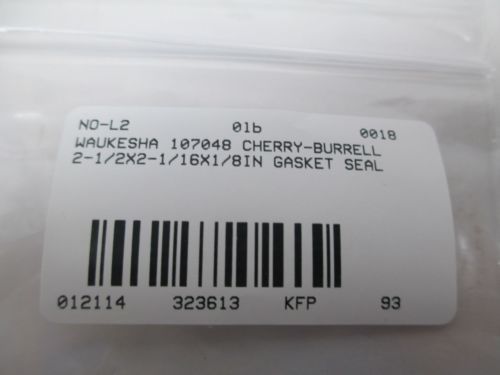 NO-L2 01b 0018
WAUKESHA 107048 CHERRY-BURRELL
2-1/2X2-1/16X1/8IN GASKET SEAL
012114 323613 KFP 93